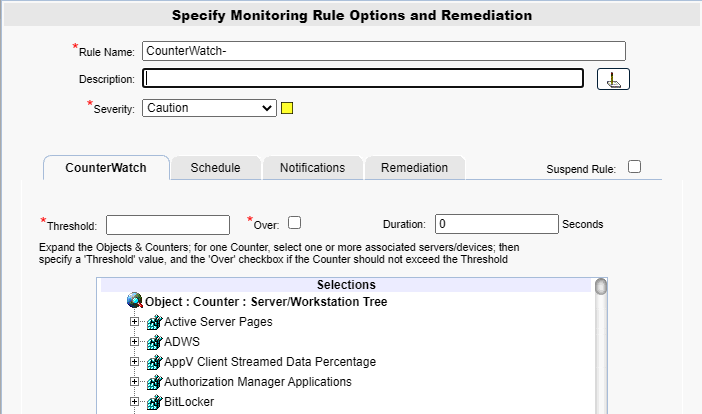 Specify Monitoring Rule Options and Remediation
*Rule Name: CounterWatch-
Description:
*Severity: Caution
CounterWatch Schedule Notifications Remediation Suspend Rule:
*Threshold: *Over: Duration: 0 Seconds
Expand the Objects & Counters; for one Counter, select one or more associated servers/devices; then
specify a 'Threshold' value, and the 'Over' checkbox if the Counter should not exceed the Threshold
Selections
Object : Counter : Server/Workstation Tree
Active Server Pages
ADWS
AppV Client Streamed Data Percentage
Authorization Manager Applications
BitLocker